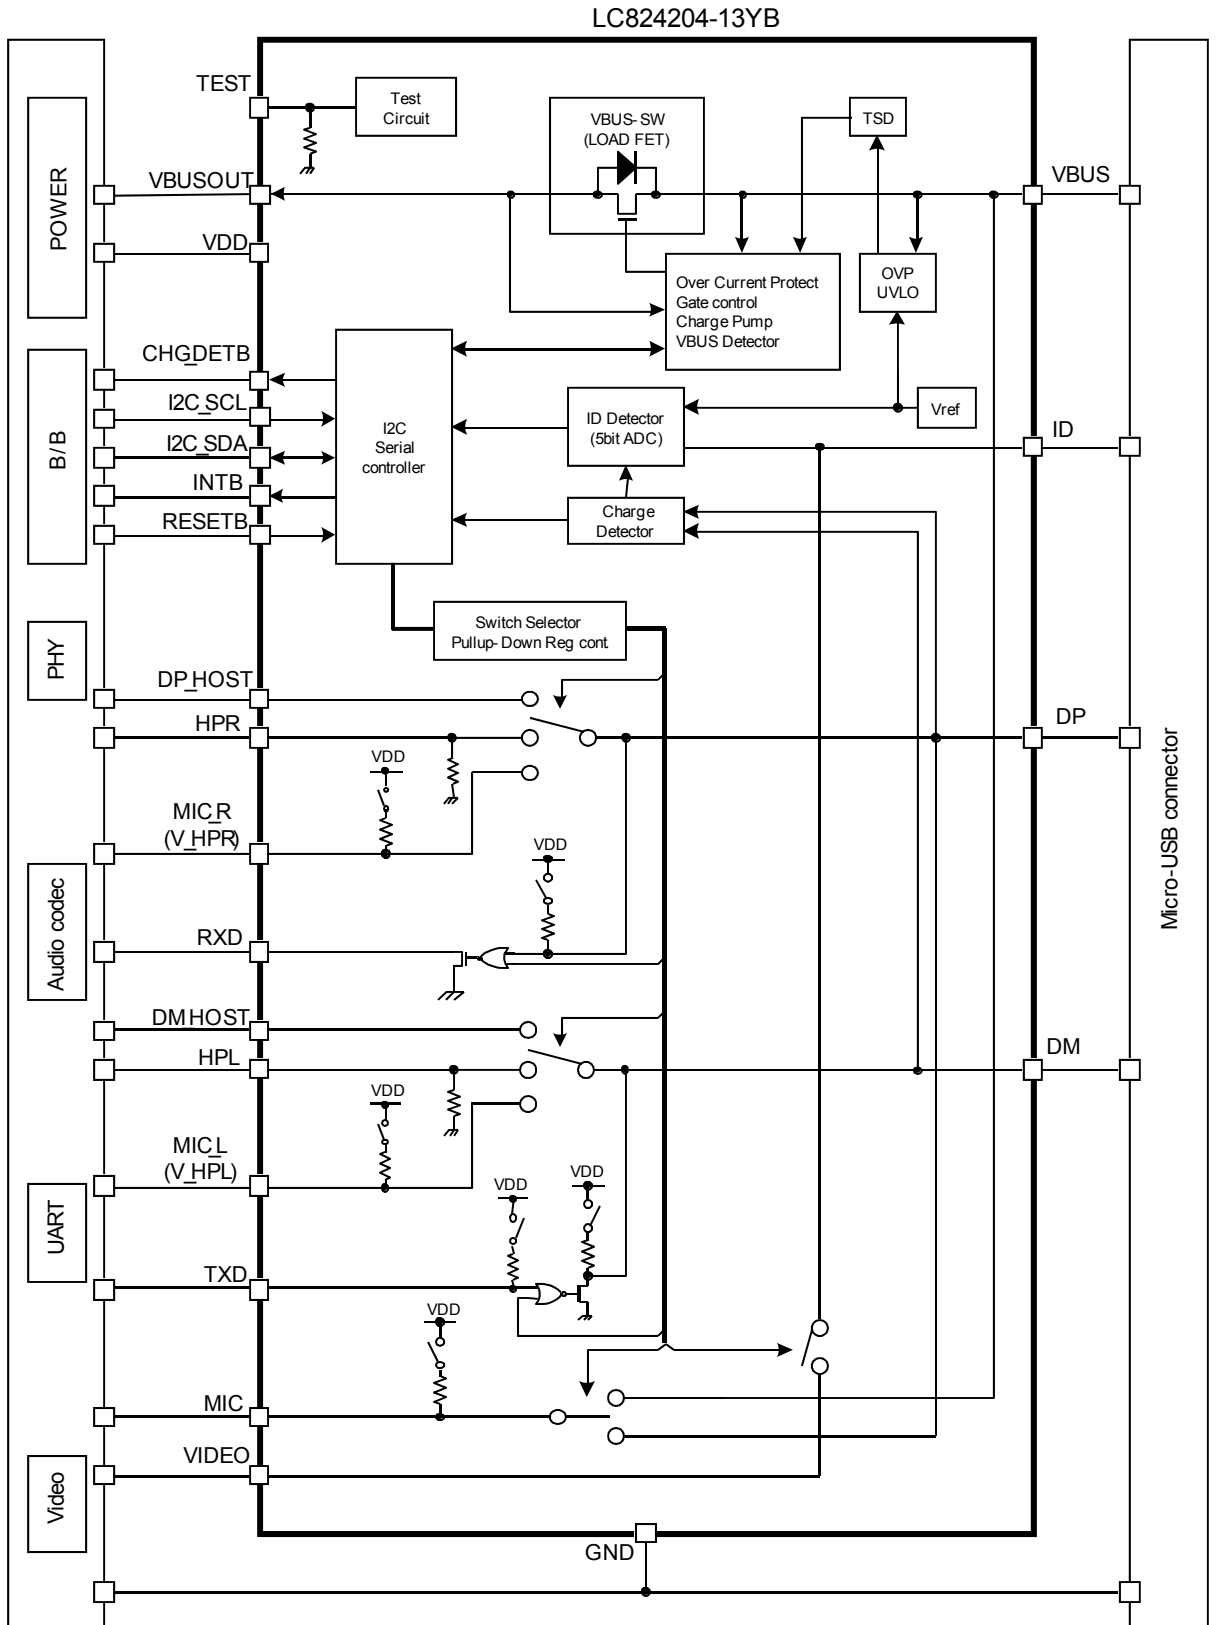 LC824204-13YB
TEST
Test
Circuit
VBUS-SW
(LOAD FET)
TSD
POWER
VBUSOUT
VBUS
VDD
Over Current Protect
Gate control
Charge Pump
VBUS Detector
OVP
UVLO
B/B
CHG_DETB
I2C_SCL
I2C_SDA
INTB
RESETB
I2C
Serial
controller
ID Detector
(5bit ADC)
Vref
ID
Charge
Detector
Switch Selector
Pullup-Down Reg cont.
PHY
DP_HOST
HPR
DP
VDD
MIC_R
(V_HPR)
VDD
Micro-USB connector
Audio codec
RXD
DM_HOST
HPL
DM
VDD
MIC_L
(V_HPL)
VDD
VDD
UART
TXD
VDD
MIC
VIDEO
Video
GND